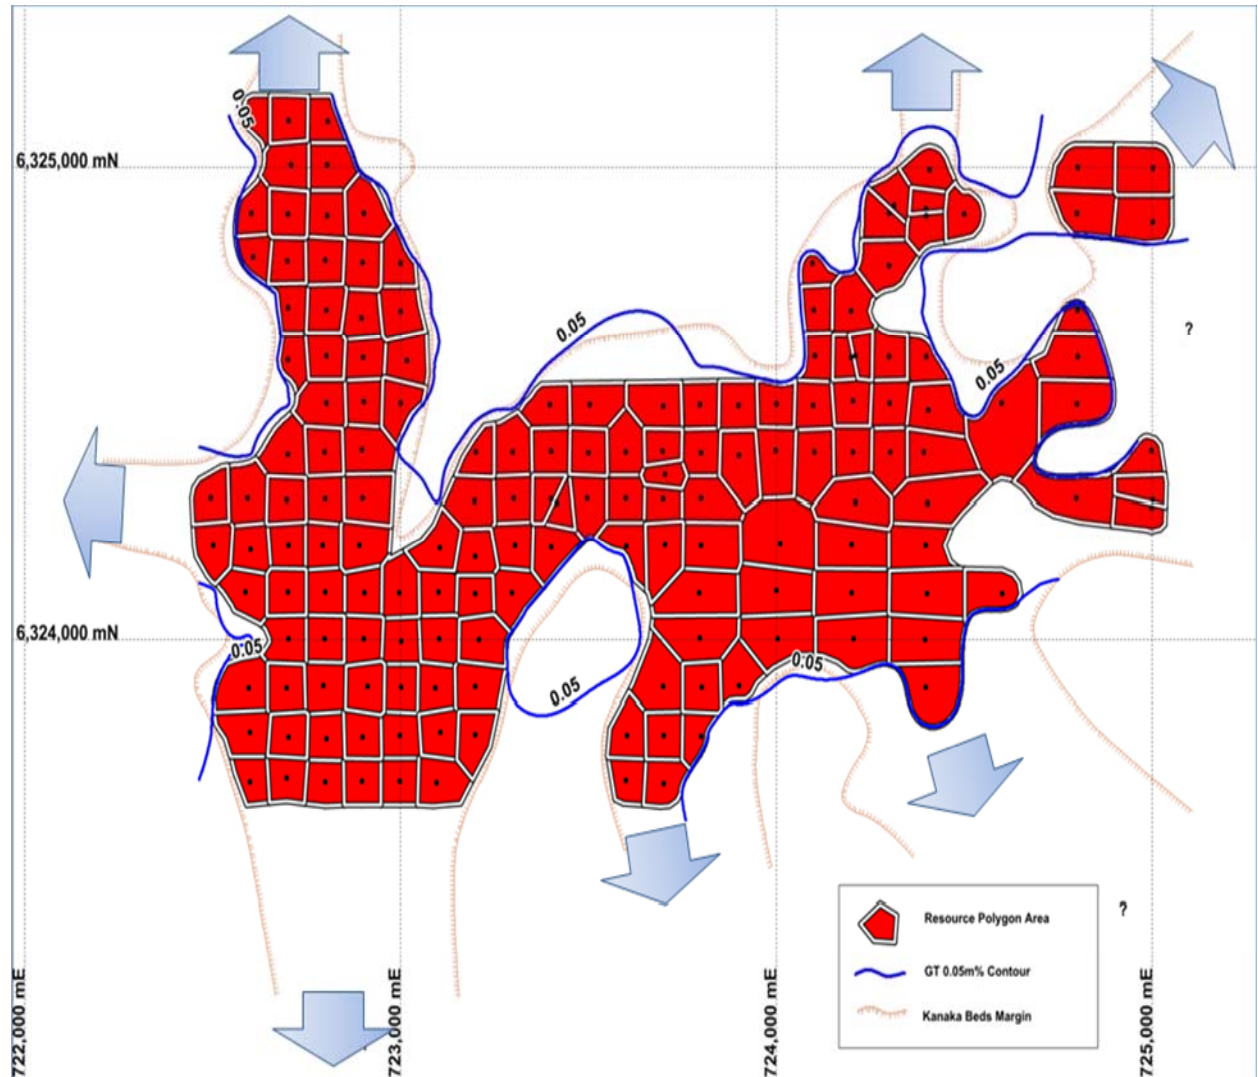 0.05
6,325,000 mN
0.05
?
0.05
6,324,000 mN
0.05
0.05
0.05
Resource Polygon Area
?
GT 0.05m% Contour
Kanaka Beds Margin
722,000 mE
723,000 mE
724,000 mE
725,000 mE